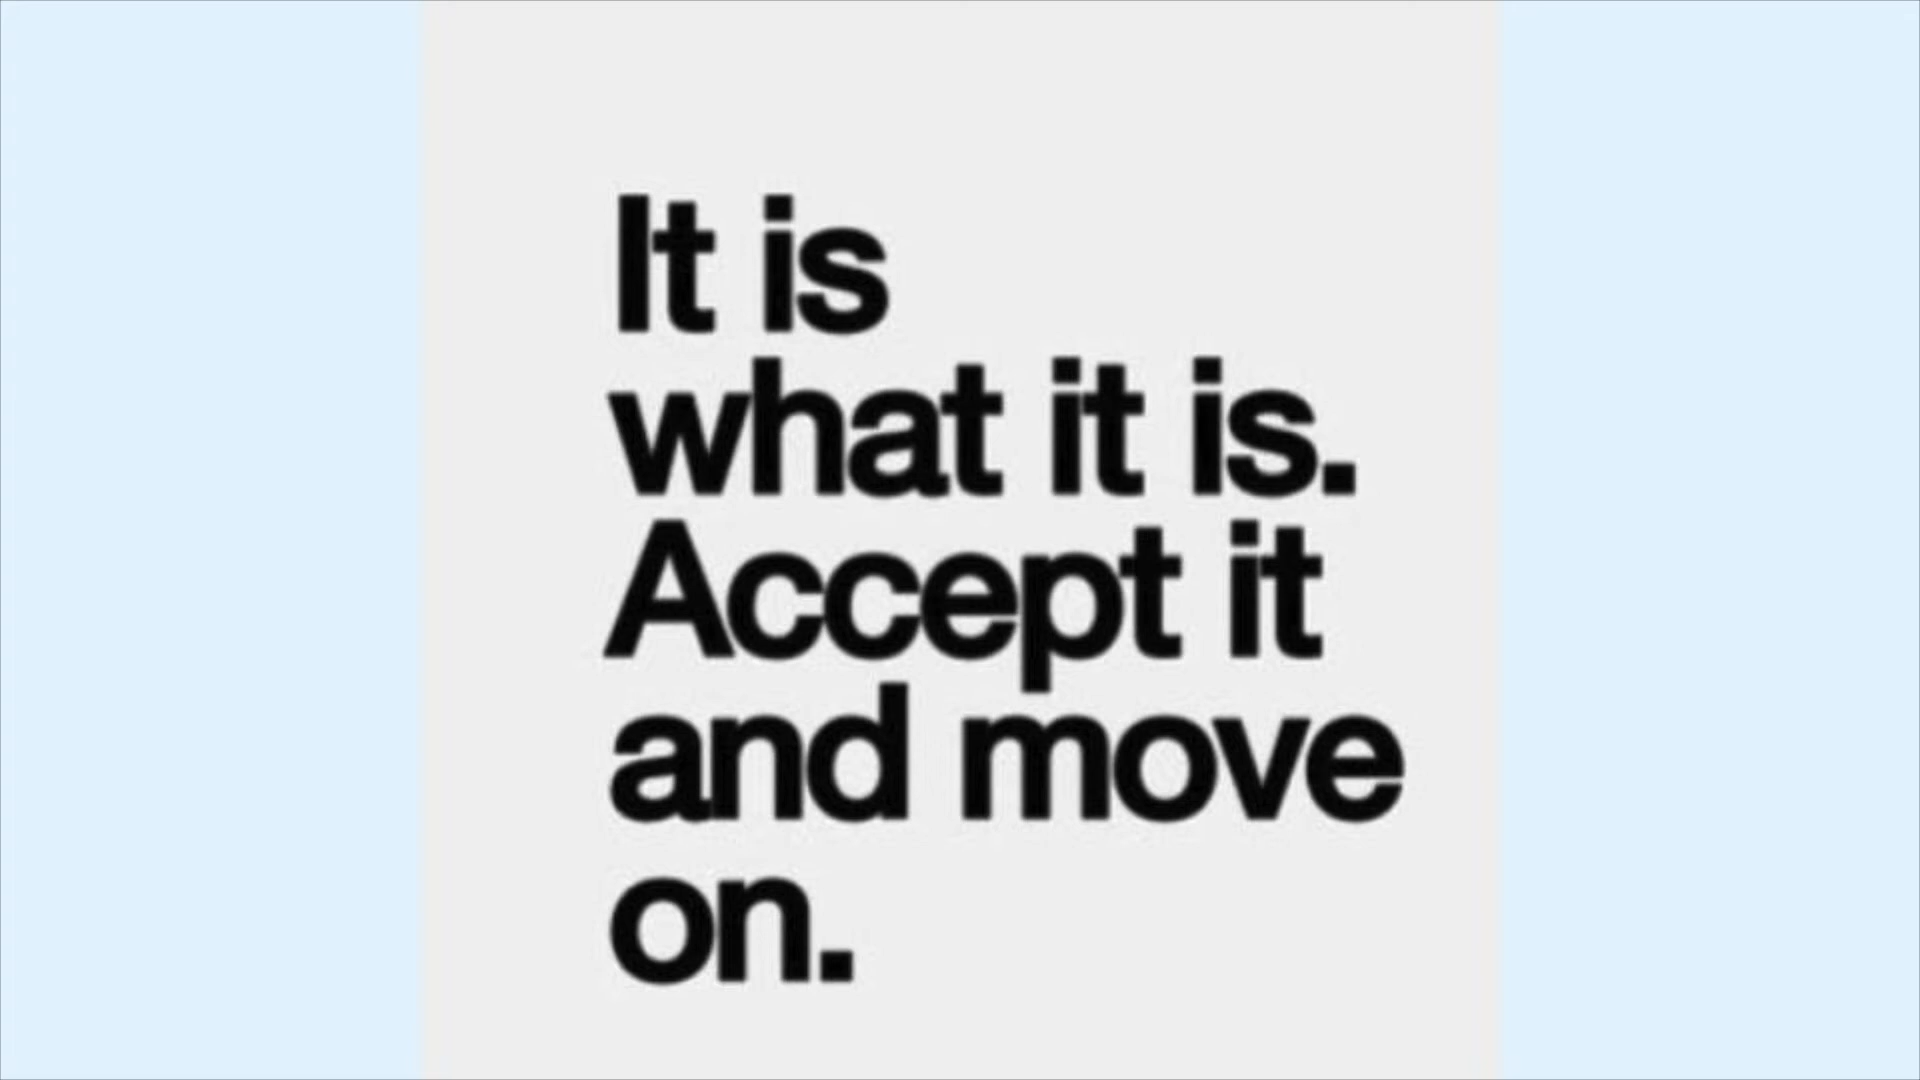 It is
what it is.
Accept it
and move
on.